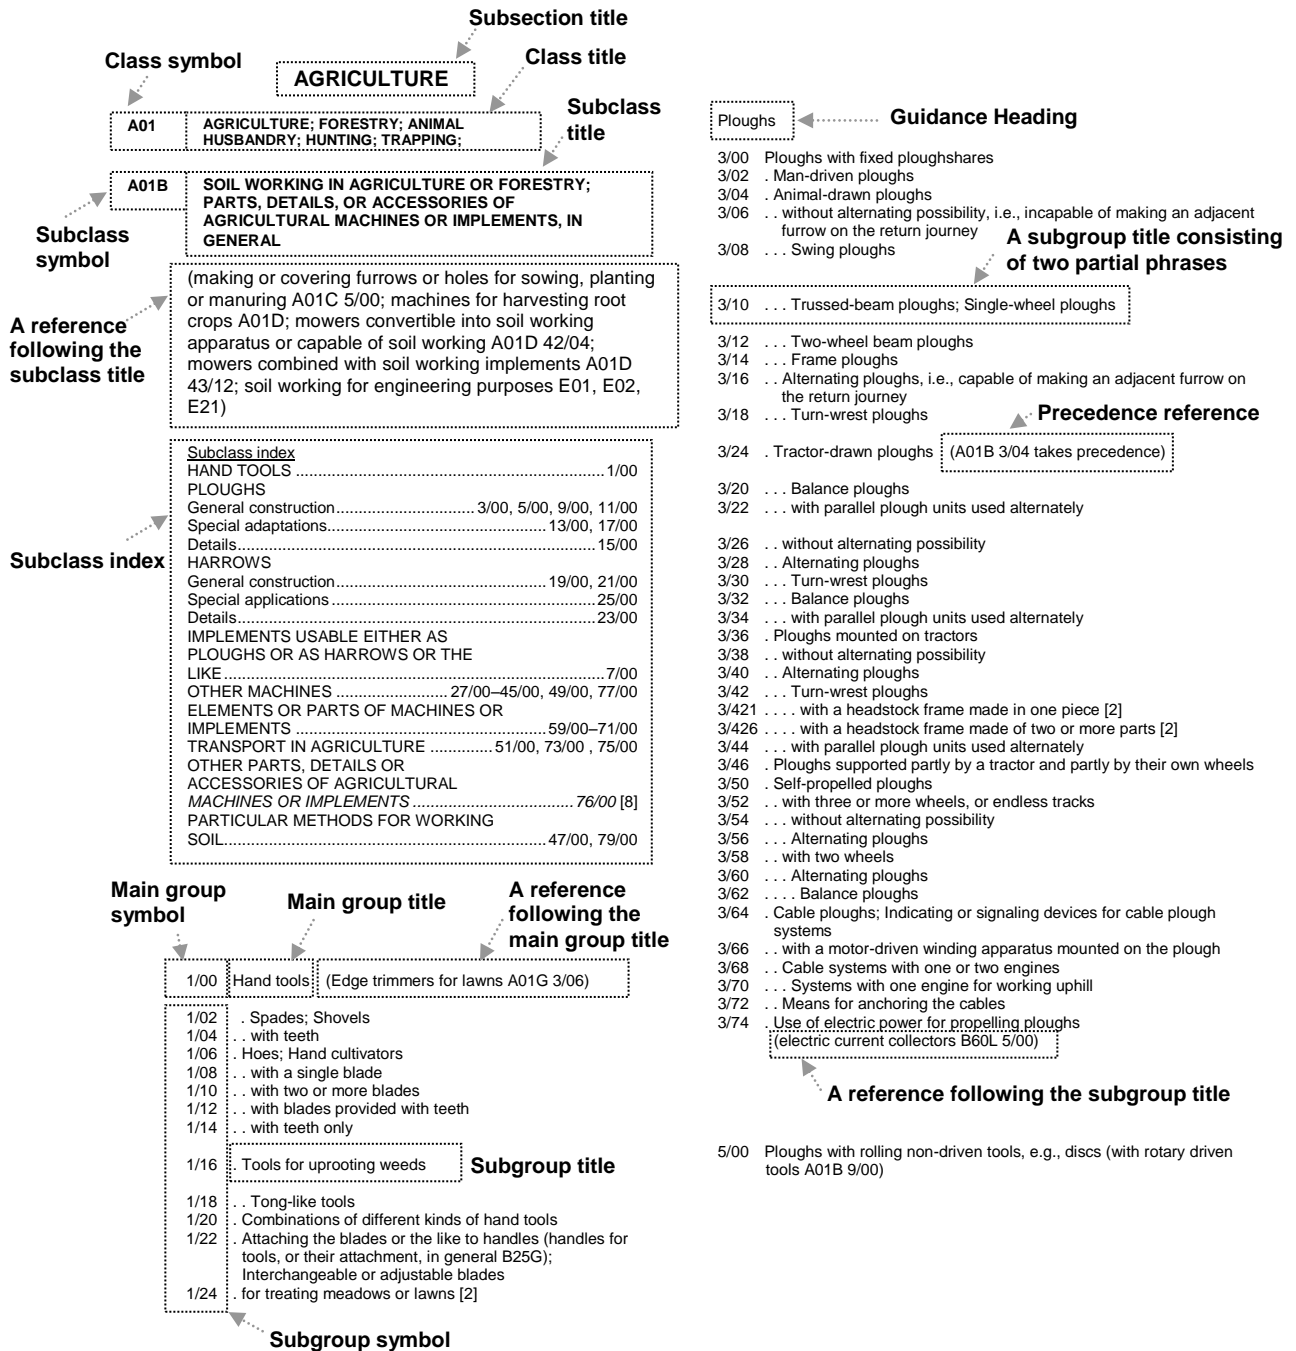 Subsection title
Class symbol
Class title
AGRICULTURE
Subclass
title
A01 AGRICULTURE; FORESTRY; ANIMAL
HUSBANDRY; HUNTING; TRAPPING;
A01B SOIL WORKING IN AGRICULTURE OR FORESTRY;
PARTS, DETAILS, OR ACCESSORIES OF
AGRICULTURAL MACHINES OR IMPLEMENTS, IN
GENERAL
Subclass
symbol
(making or covering furrows or holes for sowing, planting
or manuring A01C 5/00; machines for harvesting root
crops A01D; mowers convertible into soil working
apparatus or capable of soil working A01D 42/04;
mowers combined with soil working implements A01D
43/12; soil working for engineering purposes E01, E02,
E21)
A reference
following the
subclass title
Subclass index
Subclass index
HAND TOOLS ........ 1/00
PLOUGHS
General construction........ 3/00, 5/00, 9/00, 11/00
Special adaptations........ 13/00, 17/00
Details........ 15/00
HARROWS
General construction........ 19/00, 21/00
Special applications ........ 25/00
Details........ 23/00
IMPLEMENTS USABLE EITHER AS
PLOUGHS OR AS HARROWS OR THE
LIKE........ 7/00
OTHER MACHINES ........ 27/00–45/00, 49/00, 77/00
ELEMENTS OR PARTS OF MACHINES OR
IMPLEMENTS ........ 59/00–71/00
TRANSPORT IN AGRICULTURE ........ 51/00, 73/00 , 75/00
OTHER PARTS, DETAILS OR
ACCESSORIES OF AGRICULTURAL
MACHINES OR IMPLEMENTS ........ 76/00 [8]
PARTICULAR METHODS FOR WORKING
SOIL........ 47/00, 79/00
Main group
symbol
Main group title
A reference
following the
main group title
1/00 Hand tools (Edge trimmers for lawns A01G 3/06)
1/02 . Spades; Shovels
1/04 . . with teeth
1/06 . Hoes; Hand cultivators
1/08 . . with a single blade
1/10 . . with two or more blades
1/12 . . with blades provided with teeth
1/14 . . with teeth only
1/16 . Tools for uprooting weeds
Subgroup title
1/18 . . Tong-like tools
1/20 . Combinations of different kinds of hand tools
1/22 . Attaching the blades or the like to handles (handles for
tools, or their attachment, in general B25G);
Interchangeable or adjustable blades
1/24 . for treating meadows or lawns [2]
Subgroup symbol
Ploughs
Guidance Heading
3/00 Ploughs with fixed ploughshares
3/02 . Man-driven ploughs
3/04 . Animal-drawn ploughs
3/06 . . without alternating possibility, i.e., incapable of making an adjacent
furrow on the return journey
3/08 . . . Swing ploughs
A subgroup title consisting
of two partial phrases
3/10 . . . Trussed-beam ploughs; Single-wheel ploughs
3/12 . . . Two-wheel beam ploughs
3/14 . . . Frame ploughs
3/16 . . Alternating ploughs, i.e., capable of making an adjacent furrow on
the return journey
3/18 . . . Turn-wrest ploughs
Precedence reference
3/24 . Tractor-drawn ploughs (A01B 3/04 takes precedence)
3/20 . . . Balance ploughs
3/22 . . . with parallel plough units used alternately
3/26 . . without alternating possibility
3/28 . . Alternating ploughs
3/30 . . . Turn-wrest ploughs
3/32 . . . Balance ploughs
3/34 . . . with parallel plough units used alternately
3/36 . Ploughs mounted on tractors
3/38 . . without alternating possibility
3/40 . . Alternating ploughs
3/42 . . . Turn-wrest ploughs
3/421 . . . . with a headstock frame made in one piece [2]
3/426 . . . . with a headstock frame made of two or more parts [2]
3/44 . . . with parallel plough units used alternately
3/46 . Ploughs supported partly by a tractor and partly by their own wheels
3/50 . Self-propelled ploughs
3/52 . . with three or more wheels, or endless tracks
3/54 . . . without alternating possibility
3/56 . . . Alternating ploughs
3/58 . . with two wheels
3/60 . . . Alternating ploughs
3/62 . . . . Balance ploughs
3/64 . Cable ploughs; Indicating or signaling devices for cable plough
systems
3/66 . . with a motor-driven winding apparatus mounted on the plough
3/68 . . Cable systems with one or two engines
3/70 . . . Systems with one engine for working uphill
3/72 . . Means for anchoring the cables
3/74 . Use of electric power for propelling ploughs
(electric current collectors B60L 5/00)
A reference following the subgroup title
5/00 Ploughs with rolling non-driven tools, e.g., discs (with rotary driven
tools A01B 9/00)